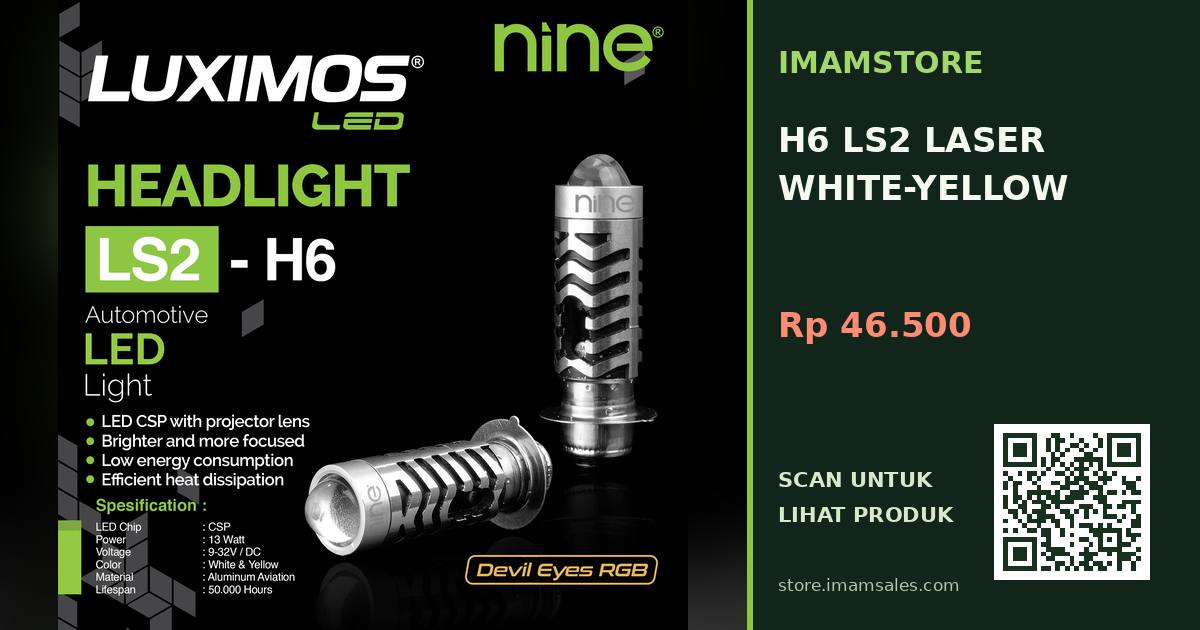 LUXIMOS®
LED
nine®
HEADLIGHT
LS2 - H6
Automotive
LED
Light
LED CSP with projector lens
Brighter and more focused
Low energy consumption
Efficient heat dissipation
Spesification :
LED Chip : CSP
Power : 13 Watt
Voltage : 9-32V / DC
Color : White & Yellow
Material : Aluminum Aviation
Lifespan : 50.000 Hours
nine
nine
Devil Eyes RGB
IMAMSTORE
H6 LS2 LASER
WHITE-YELLOW
Rp 46.500
SCAN UNTUK
LIHAT PRODUK
store.imamsales.com